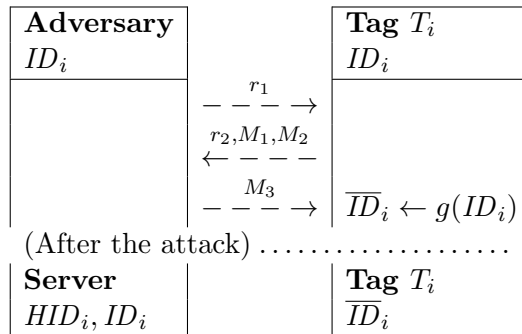 Adversary Tag T_i
ID_i ID_i
r_1
r_2,M_1,M_2
M_3
\overline{ID}_i ← g(ID_i)
(After the attack) ......................
Server Tag T_i
HID_i, ID_i \overline{ID}_i